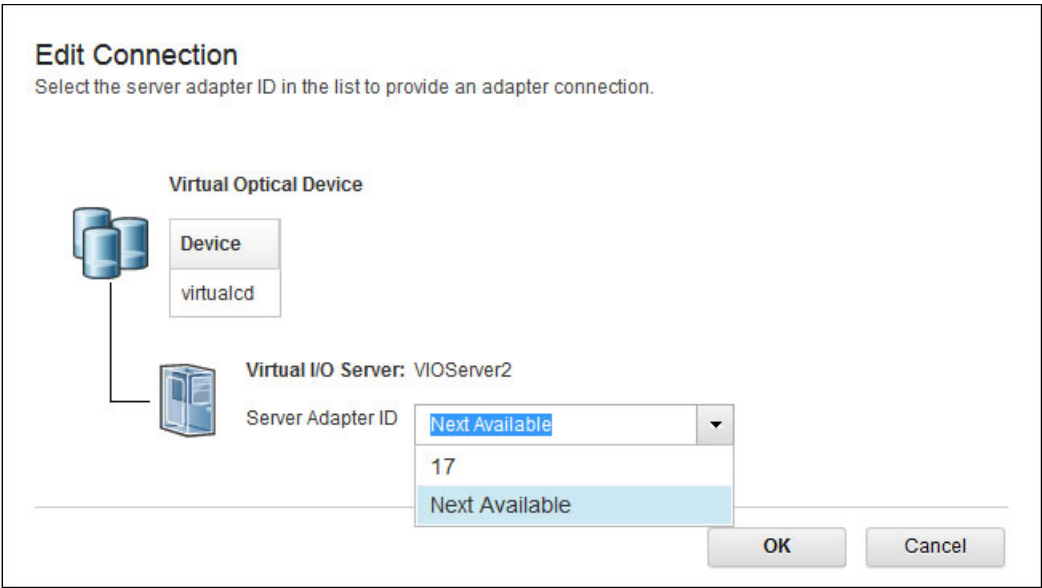 Edit Connection
Select the server adapter ID in the list to provide an adapter connection.
Virtual Optical Device
Device
virtualcd
Virtual I/O Server: VIOServer2
Server Adapter ID Next Available
17
Next Available
OK Cancel